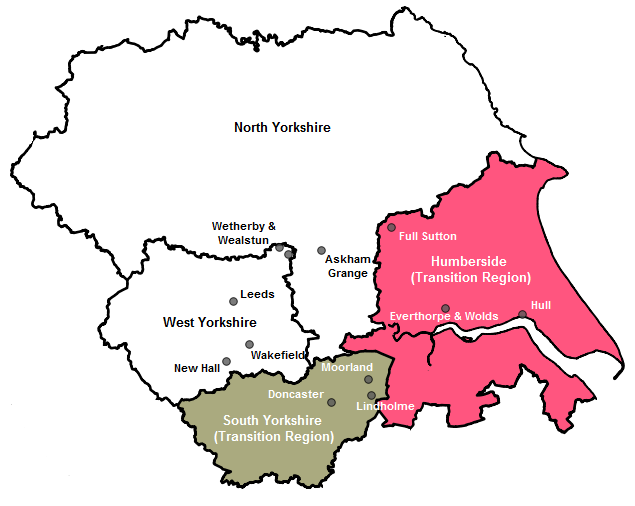 North Yorkshire
Wetherby &
Wealstun
Full Sutton
Askham
Grange
Humberside
(Transition Region)
Leeds
Everthorpe & Wolds
Hull
West Yorkshire
Wakefield
New Hall
Moorland
Doncaster
Lindholme
South Yorkshire
(Transition Region)